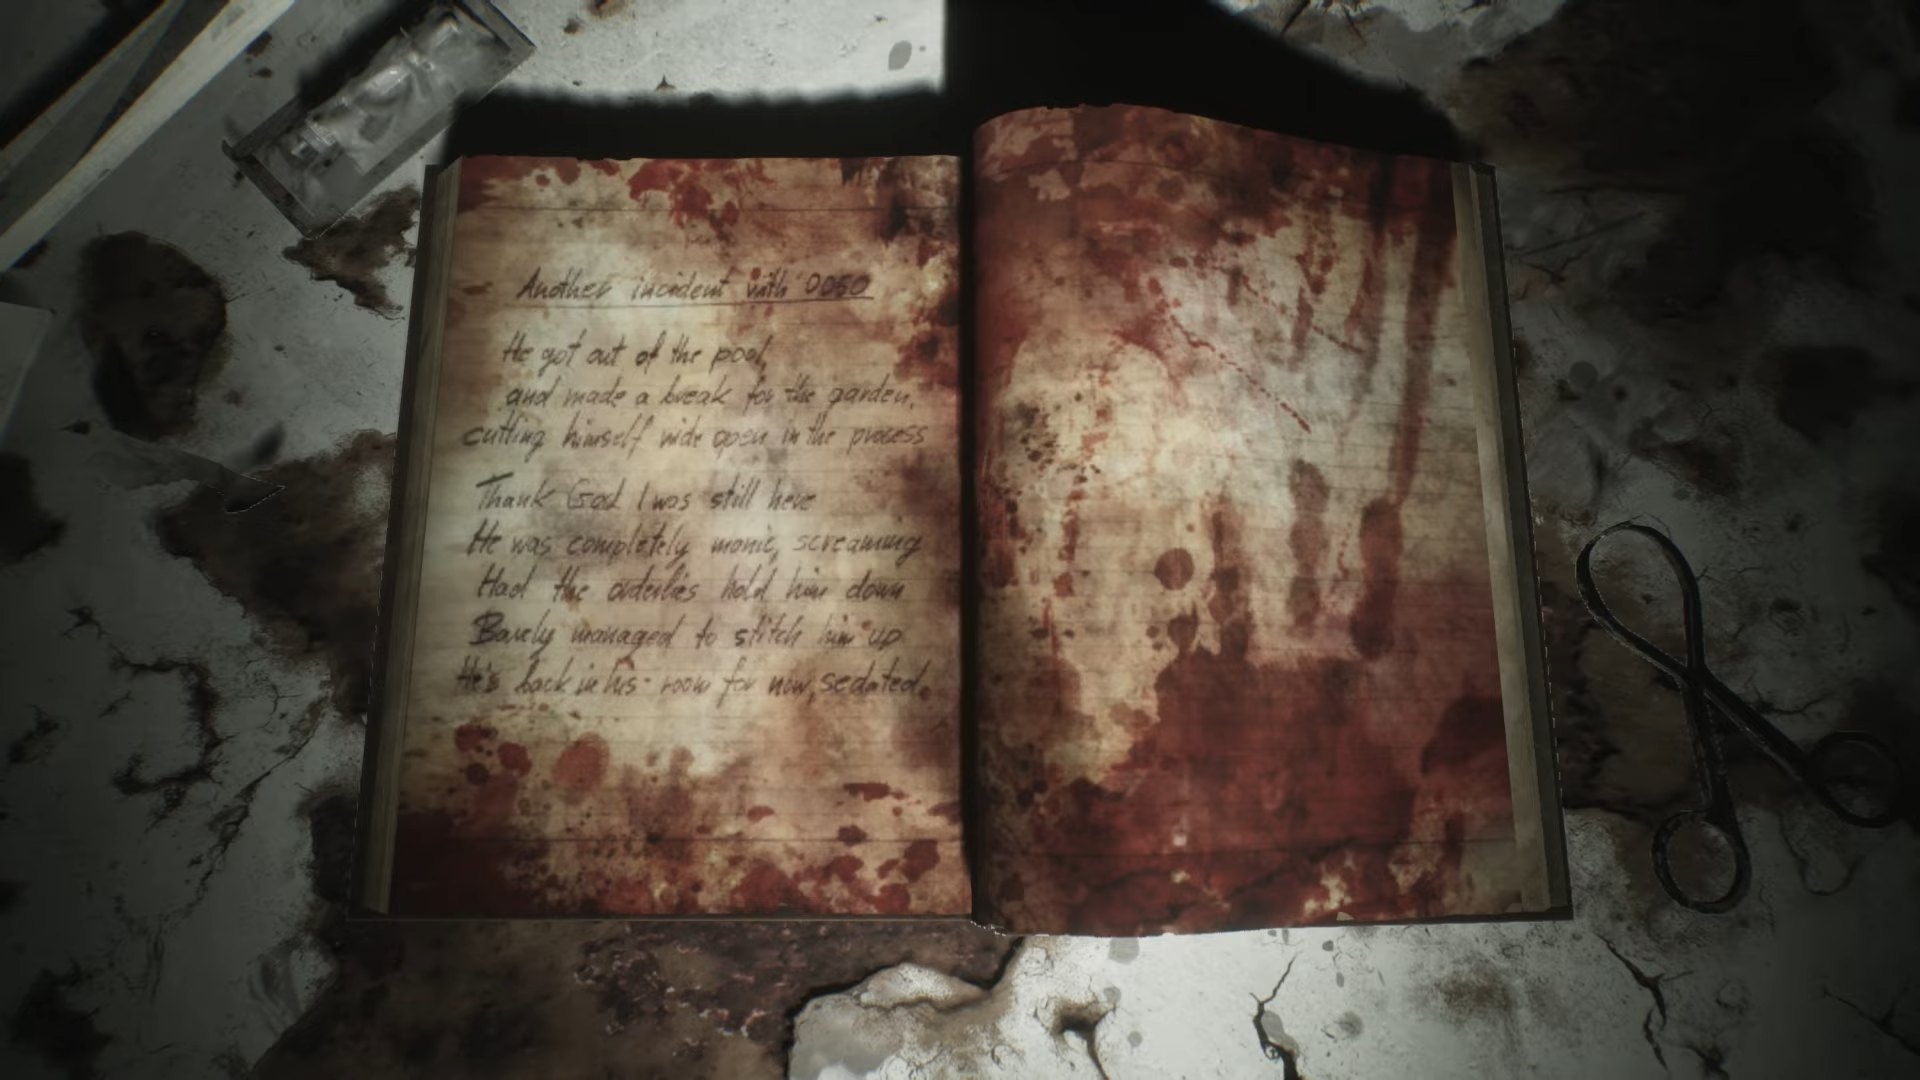 Another incident with 0050
He got out of the pool,
and made a break for the garden,
cutting himself wide open in the process
Thank God I was still here
He was completely manic, screaming
Had the orderlies hold him down
Barely managed to stitch him up
He's back in his room for now, sedated.